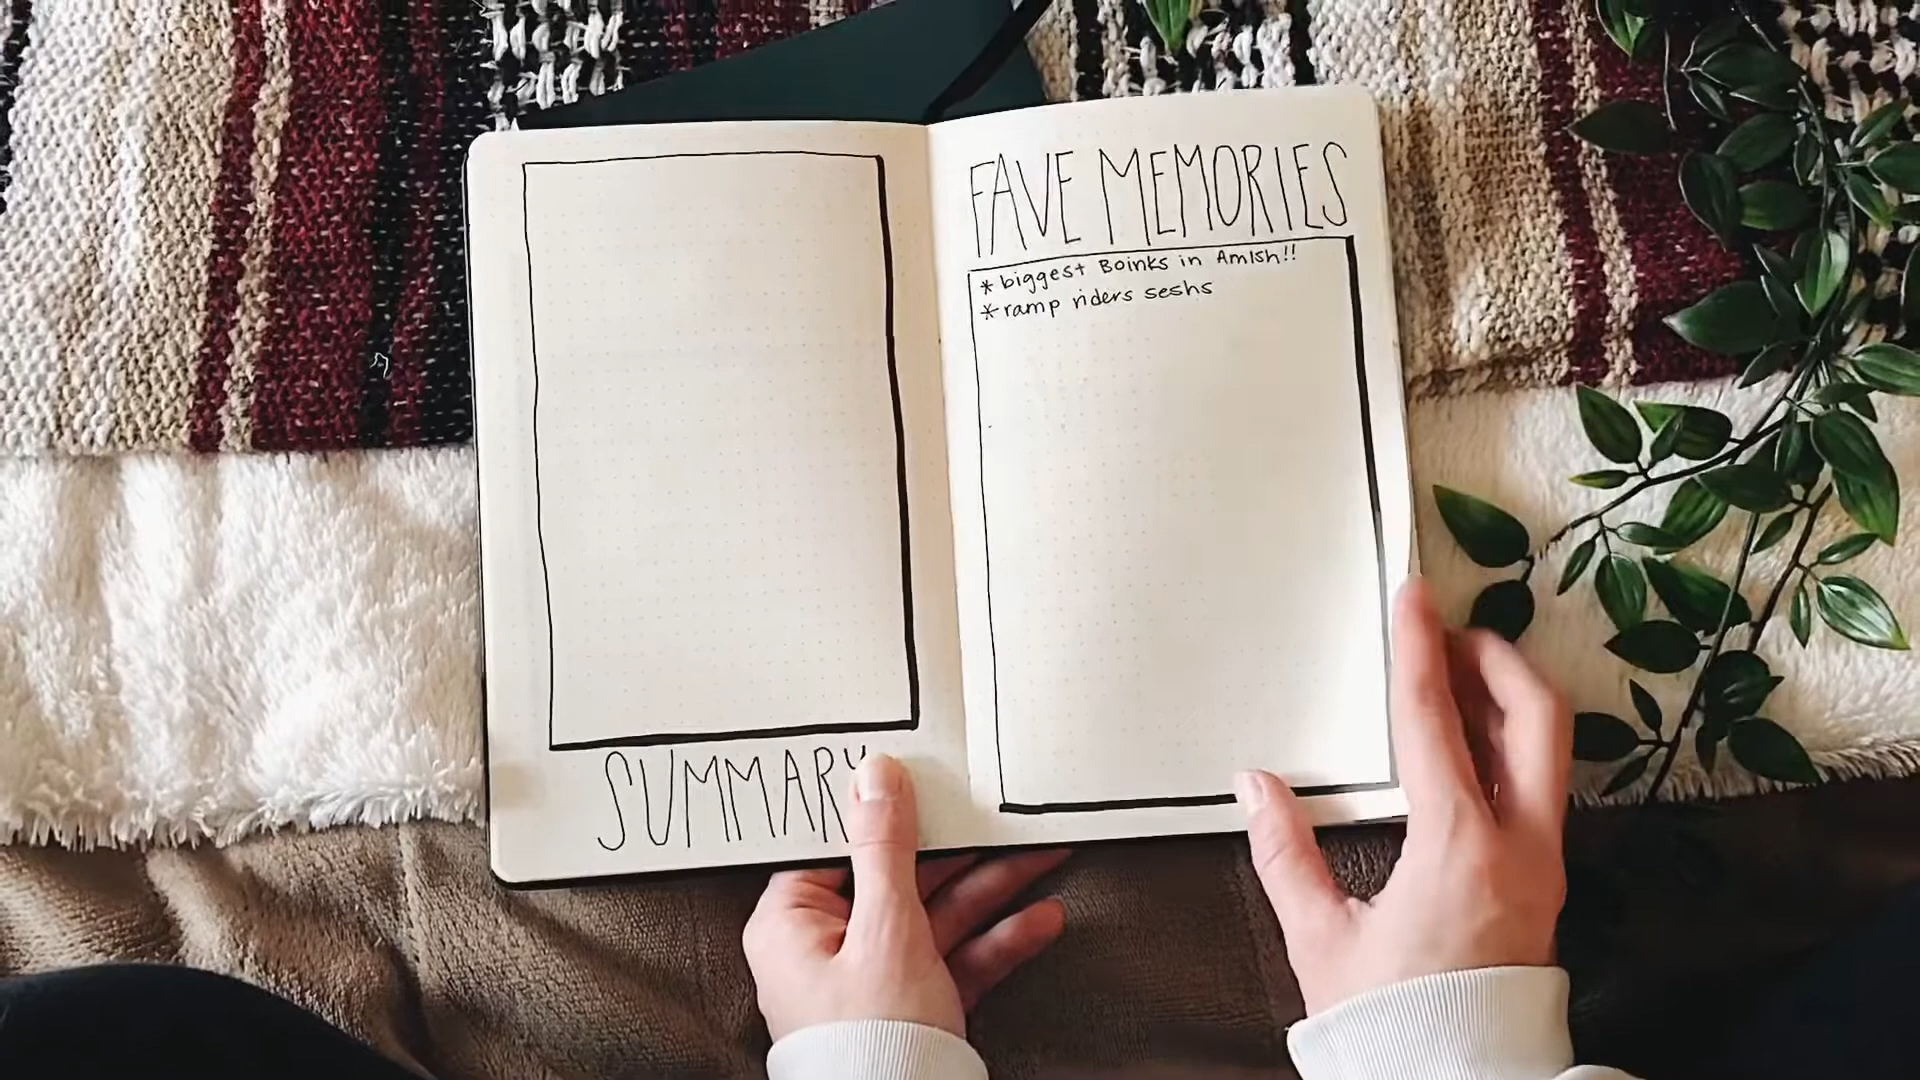 SUMMARY
FAVE MEMORIES
* biggest Boinks in Amish!!
* ramp riders seshs